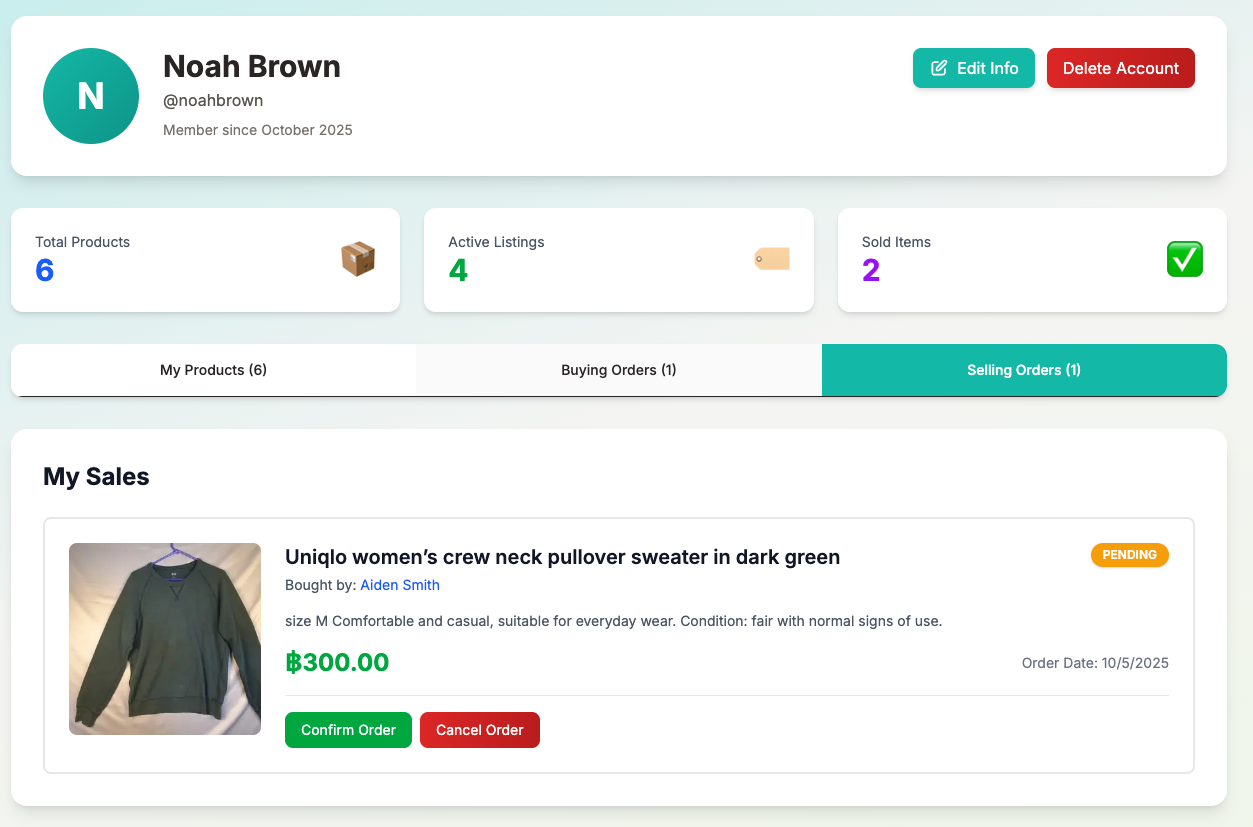 N
Noah Brown
@noahbrown
Member since October 2025
Edit Info
Delete Account
Total Products
6
Active Listings
4
Sold Items
2
My Products (6)
Buying Orders (1)
Selling Orders (1)
My Sales
Uniqlo women’s crew neck pullover sweater in dark green
PENDING
Bought by: Aiden Smith
size M Comfortable and casual, suitable for everyday wear. Condition: fair with normal signs of use.
฿300.00
Order Date: 10/5/2025
Confirm Order
Cancel Order